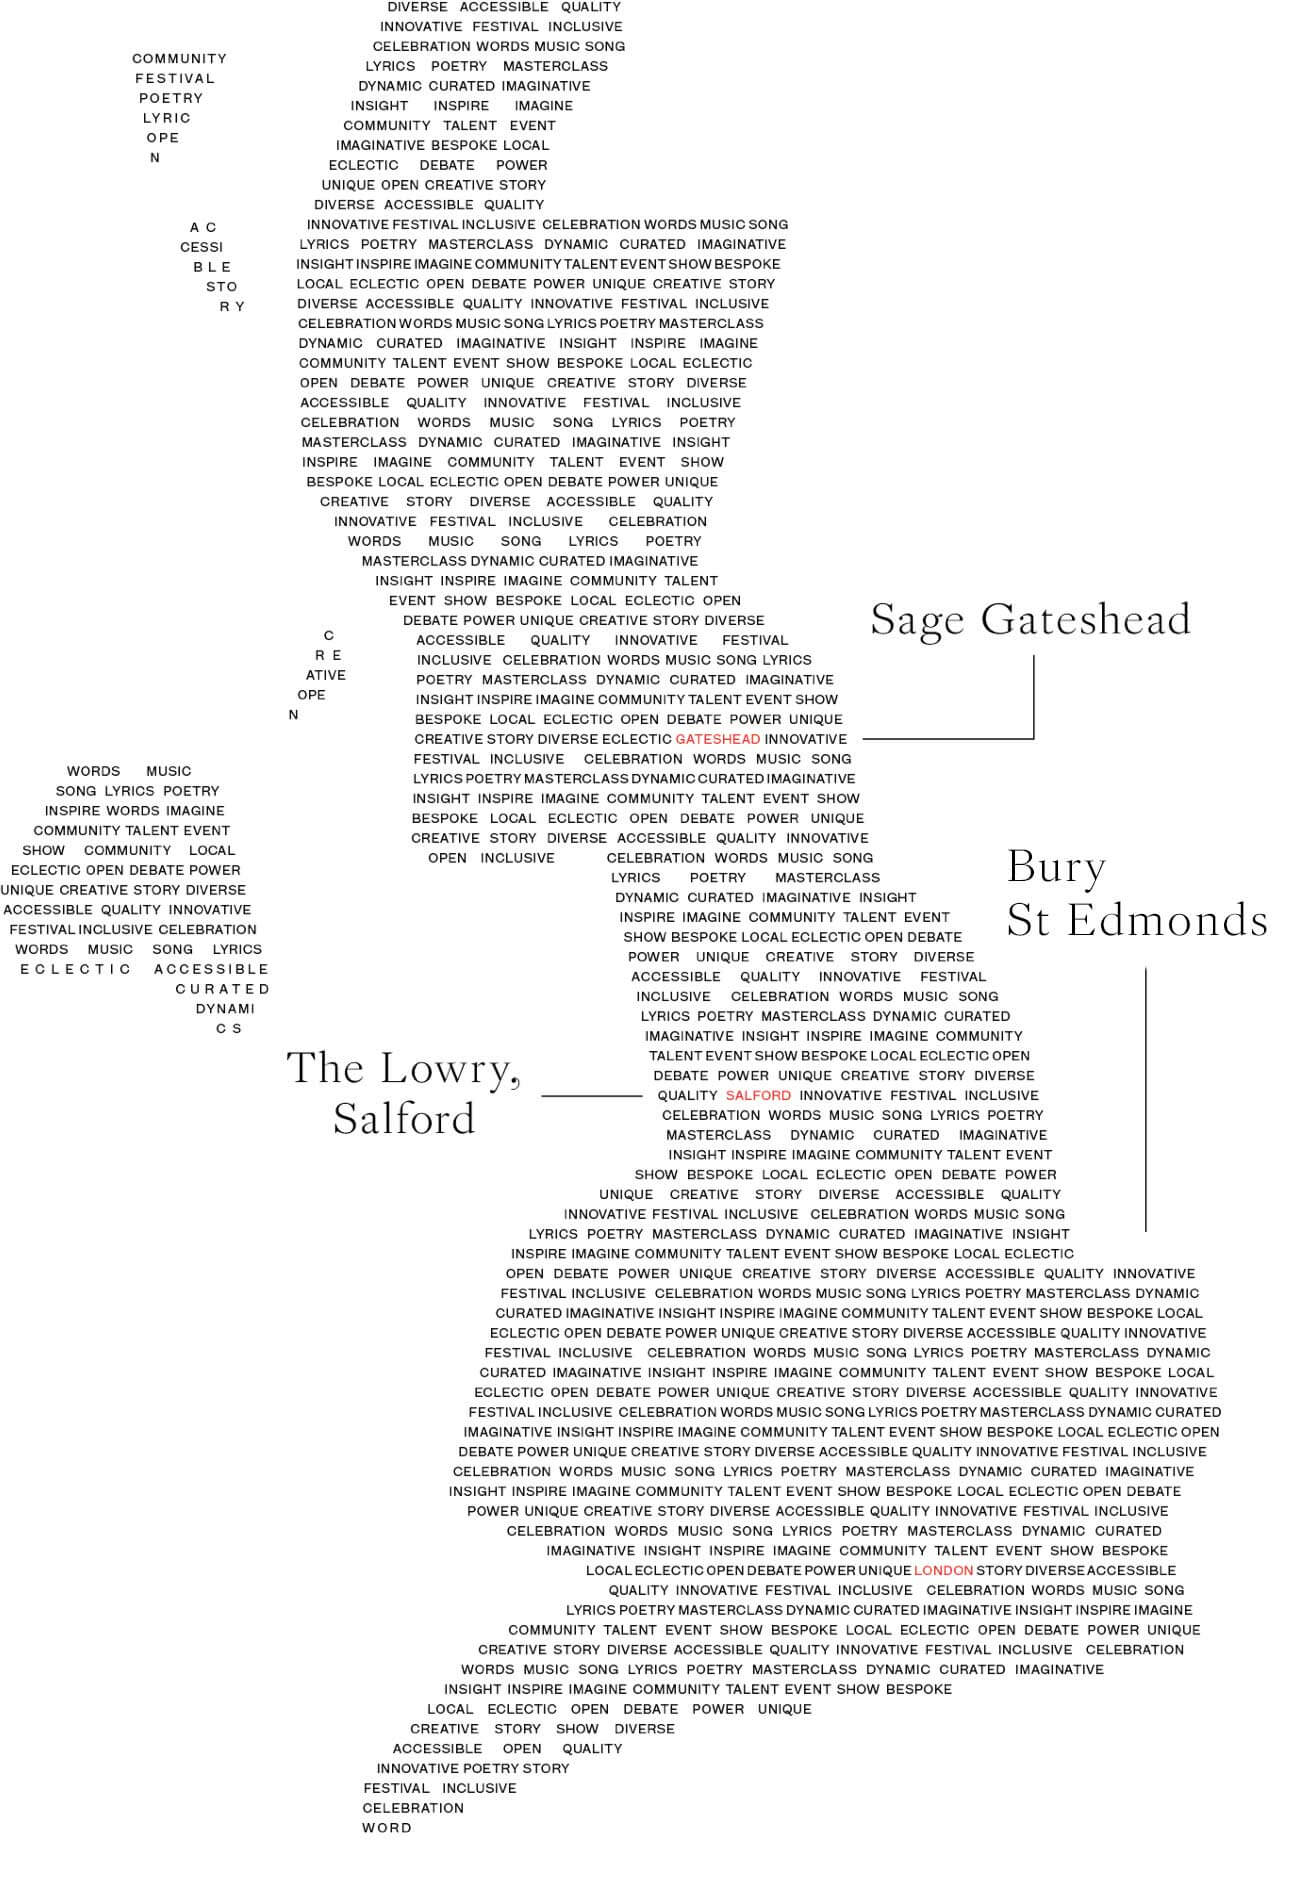 DIVERSE ACCESSIBLE QUALITY
INNOVATIVE FESTIVAL INCLUSIVE
CELEBRATION WORDS MUSIC SONG
LYRICS POETRY MASTERCLASS
DYNAMIC CURATED IMAGINATIVE
INSIGHT INSPIRE IMAGINE
COMMUNITY TALENT EVENT
IMAGINATIVE BESPOKE LOCAL
ECLECTIC DEBATE POWER
UNIQUE OPEN CREATIVE STORY
DIVERSE ACCESSIBLE QUALITY
INNOVATIVE FESTIVAL INCLUSIVE CELEBRATION WORDS MUSIC SONG
LYRICS POETRY MASTERCLASS DYNAMIC CURATED IMAGINATIVE
INSIGHT INSPIRE IMAGINE COMMUNITY TALENT EVENT SHOW BESPOKE
LOCAL ECLECTIC OPEN DEBATE POWER UNIQUE CREATIVE STORY
DIVERSE ACCESSIBLE QUALITY INNOVATIVE FESTIVAL INCLUSIVE
CELEBRATION WORDS MUSIC SONG LYRICS POETRY MASTERCLASS
DYNAMIC CURATED IMAGINATIVE INSIGHT INSPIRE IMAGINE
COMMUNITY TALENT EVENT SHOW BESPOKE LOCAL ECLECTIC
OPEN DEBATE POWER UNIQUE CREATIVE STORY DIVERSE
ACCESSIBLE QUALITY INNOVATIVE FESTIVAL INCLUSIVE
CELEBRATION WORDS MUSIC SONG LYRICS POETRY
MASTERCLASS DYNAMIC CURATED IMAGINATIVE INSIGHT
INSPIRE IMAGINE COMMUNITY TALENT EVENT SHOW
BESPOKE LOCAL ECLECTIC OPEN DEBATE POWER UNIQUE
CREATIVE STORY DIVERSE ACCESSIBLE QUALITY
INNOVATIVE FESTIVAL INCLUSIVE CELEBRATION
WORDS MUSIC SONG LYRICS POETRY
MASTERCLASS DYNAMIC CURATED IMAGINATIVE
INSIGHT INSPIRE IMAGINE COMMUNITY TALENT
EVENT SHOW BESPOKE LOCAL ECLECTIC OPEN
DEBATE POWER UNIQUE CREATIVE STORY DIVERSE
ACCESSIBLE QUALITY INNOVATIVE FESTIVAL
INCLUSIVE CELEBRATION WORDS MUSIC SONG LYRICS
POETRY MASTERCLASS DYNAMIC CURATED IMAGINATIVE
INSIGHT INSPIRE IMAGINE COMMUNITY TALENT EVENT SHOW
BESPOKE LOCAL ECLECTIC OPEN DEBATE POWER UNIQUE
CREATIVE STORY DIVERSE ECLECTIC GATESHEAD INNOVATIVE
FESTIVAL INCLUSIVE CELEBRATION WORDS MUSIC SONG
LYRICS POETRY MASTERCLASS DYNAMIC CURATED IMAGINATIVE
INSIGHT INSPIRE IMAGINE COMMUNITY TALENT EVENT SHOW
BESPOKE LOCAL ECLECTIC OPEN DEBATE POWER UNIQUE
CREATIVE STORY DIVERSE ACCESSIBLE QUALITY INNOVATIVE
OPEN INCLUSIVE CELEBRATION WORDS MUSIC SONG
LYRICS POETRY MASTERCLASS
DYNAMIC CURATED IMAGINATIVE INSIGHT
INSPIRE IMAGINE COMMUNITY TALENT EVENT
SHOW BESPOKE LOCAL ECLECTIC OPEN DEBATE
POWER UNIQUE CREATIVE STORY DIVERSE
ACCESSIBLE QUALITY INNOVATIVE FESTIVAL
INCLUSIVE CELEBRATION WORDS MUSIC SONG
LYRICS POETRY MASTERCLASS DYNAMIC CURATED
IMAGINATIVE INSIGHT INSPIRE IMAGINE COMMUNITY
TALENT EVENT SHOW BESPOKE LOCAL ECLECTIC OPEN
DEBATE POWER UNIQUE CREATIVE STORY DIVERSE
QUALITY SALFORD INNOVATIVE FESTIVAL INCLUSIVE
CELEBRATION WORDS MUSIC SONG LYRICS POETRY
MASTERCLASS DYNAMIC CURATED IMAGINATIVE
INSIGHT INSPIRE IMAGINE COMMUNITY TALENT EVENT
SHOW BESPOKE LOCAL ECLECTIC OPEN DEBATE POWER
UNIQUE CREATIVE STORY DIVERSE ACCESSIBLE QUALITY
INNOVATIVE FESTIVAL INCLUSIVE CELEBRATION WORDS MUSIC SONG
LYRICS POETRY MASTERCLASS DYNAMIC CURATED IMAGINATIVE INSIGHT
INSPIRE IMAGINE COMMUNITY TALENT EVENT SHOW BESPOKE LOCAL ECLECTIC
OPEN DEBATE POWER UNIQUE CREATIVE STORY DIVERSE ACCESSIBLE QUALITY INNOVATIVE
FESTIVAL INCLUSIVE CELEBRATION WORDS MUSIC SONG LYRICS POETRY MASTERCLASS DYNAMIC
CURATED IMAGINATIVE INSIGHT INSPIRE IMAGINE COMMUNITY TALENT EVENT SHOW BESPOKE LOCAL
ECLECTIC OPEN DEBATE POWER UNIQUE CREATIVE STORY DIVERSE ACCESSIBLE QUALITY INNOVATIVE
FESTIVAL INCLUSIVE CELEBRATION WORDS MUSIC SONG LYRICS POETRY MASTERCLASS DYNAMIC
CURATED IMAGINATIVE INSIGHT INSPIRE IMAGINE COMMUNITY TALENT EVENT SHOW BESPOKE LOCAL
ECLECTIC OPEN DEBATE POWER UNIQUE CREATIVE STORY DIVERSE ACCESSIBLE QUALITY INNOVATIVE
FESTIVAL INCLUSIVE CELEBRATION WORDS MUSIC SONG LYRICS POETRY MASTERCLASS DYNAMIC CURATED
IMAGINATIVE INSIGHT INSPIRE IMAGINE COMMUNITY TALENT EVENT SHOW BESPOKE LOCAL ECLECTIC OPEN
DEBATE POWER UNIQUE CREATIVE STORY DIVERSE ACCESSIBLE QUALITY INNOVATIVE FESTIVAL INCLUSIVE
CELEBRATION WORDS MUSIC SONG LYRICS POETRY MASTERCLASS DYNAMIC CURATED IMAGINATIVE
INSIGHT INSPIRE IMAGINE COMMUNITY TALENT EVENT SHOW BESPOKE LOCAL ECLECTIC OPEN DEBATE
POWER UNIQUE CREATIVE STORY DIVERSE ACCESSIBLE QUALITY INNOVATIVE FESTIVAL INCLUSIVE
CELEBRATION WORDS MUSIC SONG LYRICS POETRY MASTERCLASS DYNAMIC CURATED
IMAGINATIVE INSIGHT INSPIRE IMAGINE COMMUNITY TALENT EVENT SHOW BESPOKE
LOCAL ECLECTIC OPEN DEBATE POWER UNIQUE LONDON STORY DIVERSE ACCESSIBLE
QUALITY INNOVATIVE FESTIVAL INCLUSIVE CELEBRATION WORDS MUSIC SONG
LYRICS POETRY MASTERCLASS DYNAMIC CURATED IMAGINATIVE INSIGHT INSPIRE IMAGINE
COMMUNITY TALENT EVENT SHOW BESPOKE LOCAL ECLECTIC OPEN DEBATE POWER UNIQUE
CREATIVE STORY DIVERSE ACCESSIBLE QUALITY INNOVATIVE FESTIVAL INCLUSIVE CELEBRATION
WORDS MUSIC SONG LYRICS POETRY MASTERCLASS DYNAMIC CURATED IMAGINATIVE
INSIGHT INSPIRE IMAGINE COMMUNITY TALENT EVENT SHOW BESPOKE
LOCAL ECLECTIC OPEN DEBATE POWER UNIQUE
CREATIVE STORY SHOW DIVERSE
ACCESSIBLE OPEN QUALITY
INNOVATIVE POETRY STORY
FESTIVAL INCLUSIVE
CELEBRATION
WORD
COMMUNITY
FESTIVAL
POETRY
LYRIC
OPE
N
AC
CESSI
BLE
STO
RY
C
RE
ATIVE
OPE
N
WORDS MUSIC
SONG LYRICS POETRY
INSPIRE WORDS IMAGINE
COMMUNITY TALENT EVENT
SHOW COMMUNITY LOCAL
ECLECTIC OPEN DEBATE POWER
UNIQUE CREATIVE STORY DIVERSE
ACCESSIBLE QUALITY INNOVATIVE
FESTIVAL INCLUSIVE CELEBRATION
WORDS MUSIC SONG LYRICS
ECLECTIC ACCESSIBLE
CURATED
DYNAMI
CS
Sage Gateshead
Bury
St Edmonds
The Lowry,
Salford